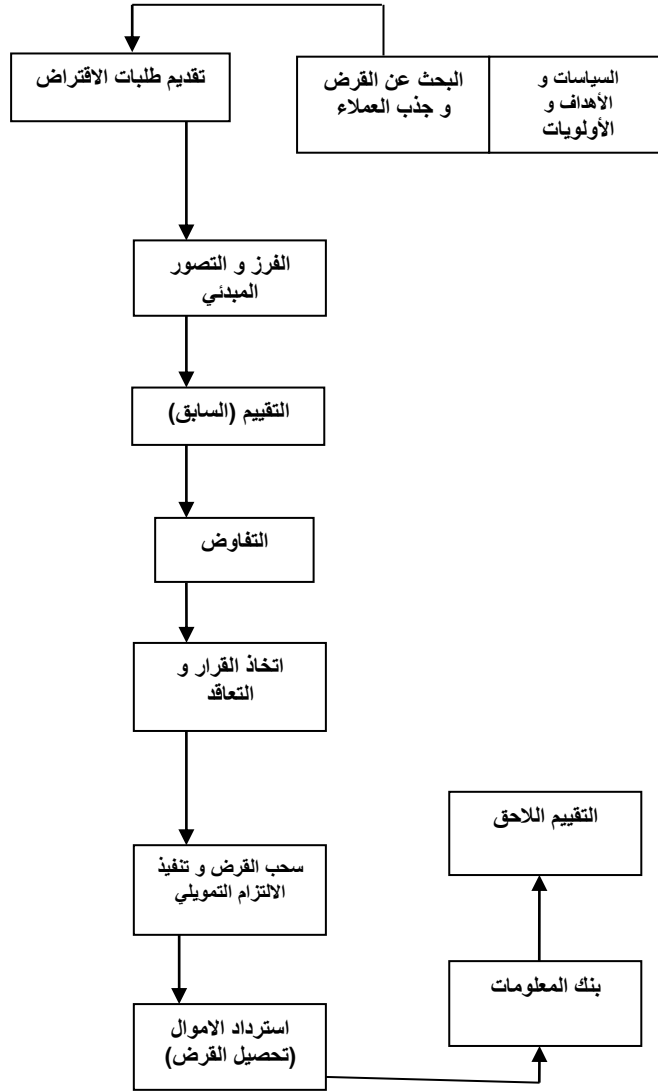 السياسات و
الأهداف و
الأولويات
البحث عن القرض
و جذب العملاء
تقديم طلبات الاقتراض
الفرز و التصور
المبدئي
التقييم (السابق)
التفاوض
اتخاذ القرار و
التعاقد
سحب القرض و تنفيذ
الالتزام التمويلي
استرداد الاموال
(تحصيل القرض)
بنك المعلومات
التقييم اللاحق